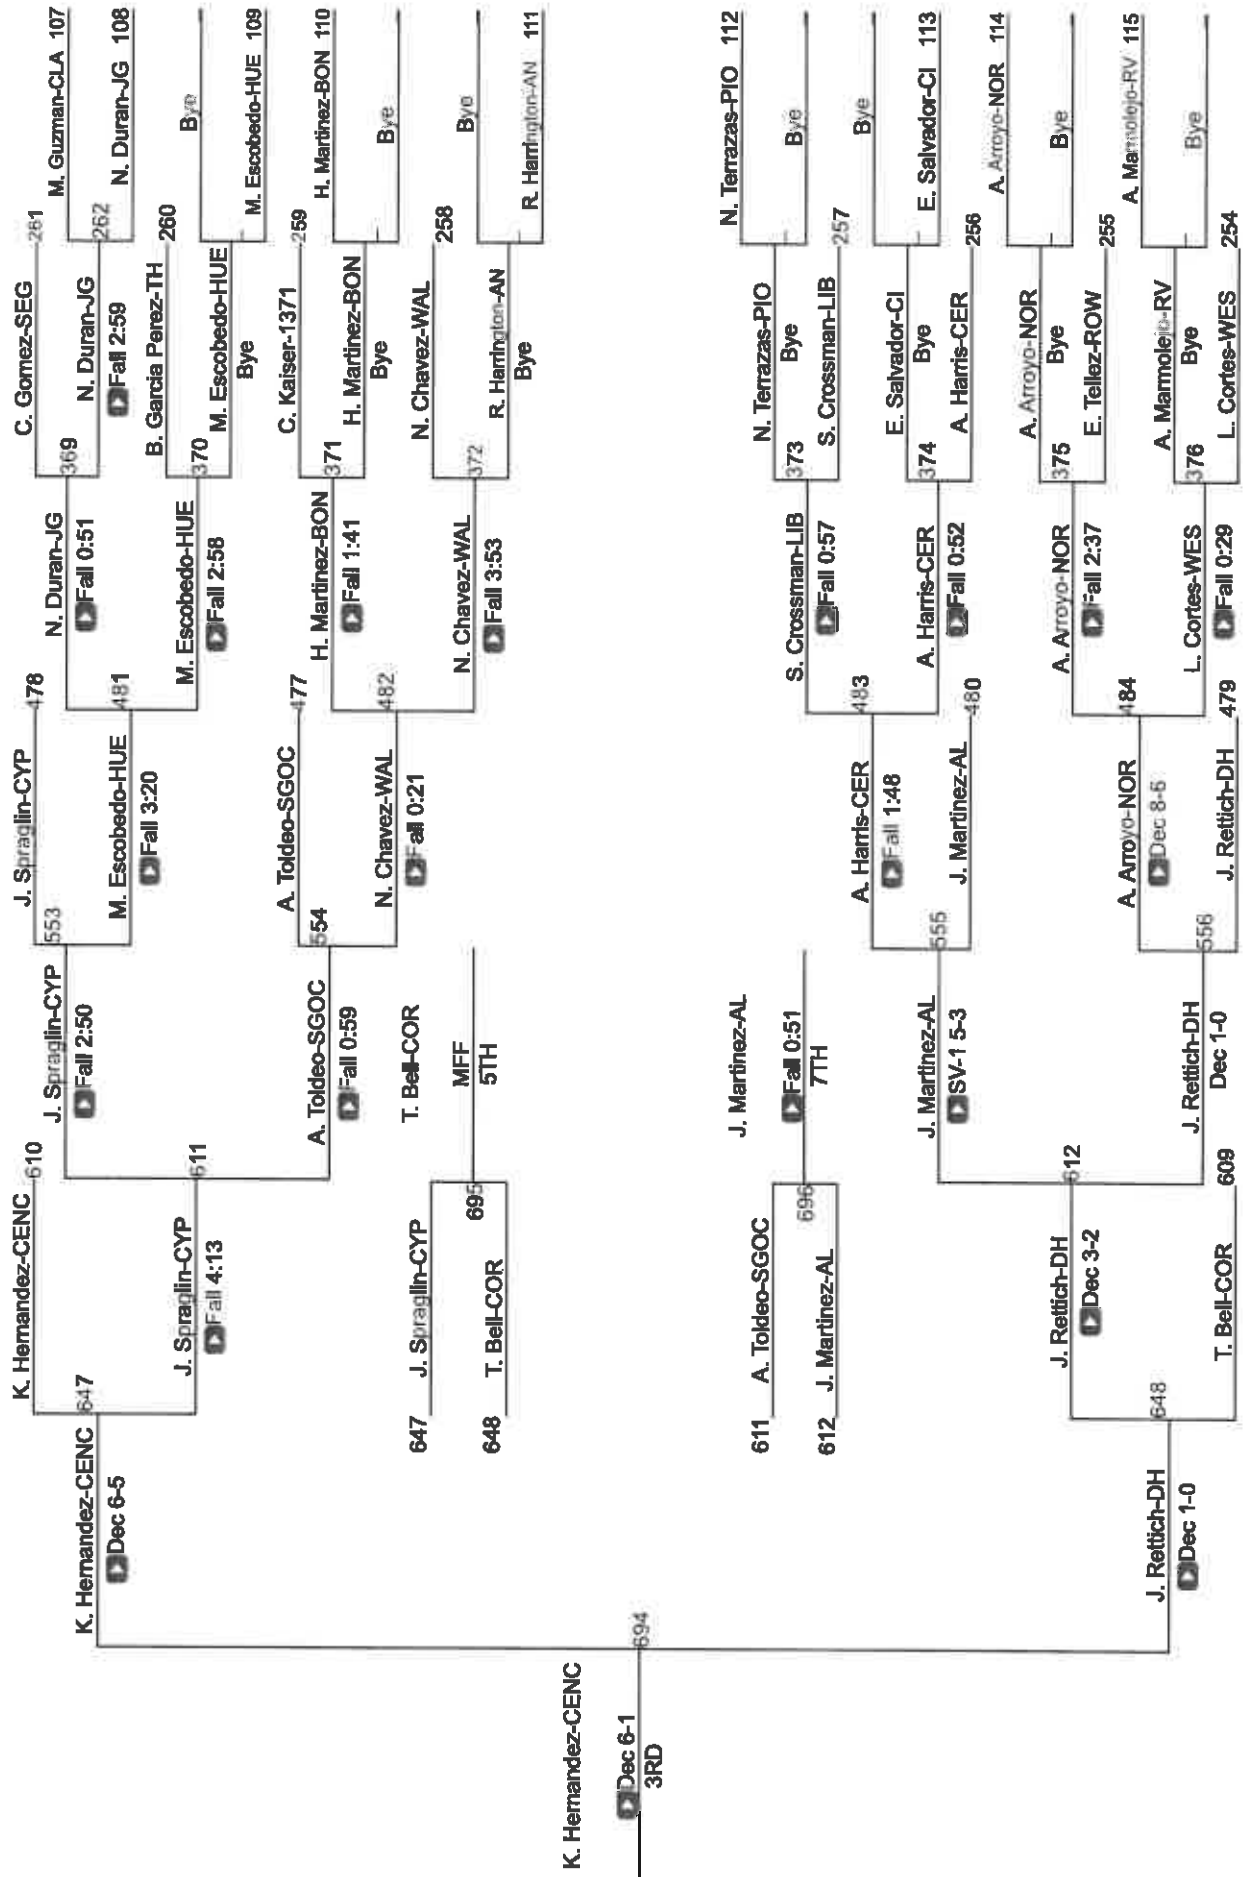 M. Guzman-CLA 107
N. Duran-JG 108
Bye
M. Escobedo-HUE 109
H. Martinez-BON 110
Bye
Bye
R. Harrington-AN 111
N. Terrazas-PIO 112
Bye
Bye
E. Salvador-CI 113
A. Arroyo-NOR 114
Bye
A. Marmolejo-RV 115
Bye
C. Gomez-SEG 261
262
N. Duran-JG
Fall 2:59
B. Garcia Perez-TH 260
M. Escobedo-HUE
Bye
C. Kaiser-1371 259
H. Martinez-BON
Bye
N. Chavez-WAL 258
R. Harrington-AN
Bye
N. Terrazas-PIO
Bye
S. Crossman-LIB 257
E. Salvador-CI
Bye
A. Harris-CER 256
A. Arroyo-NOR
Bye
E. Tellez-ROW 255
A. Marmolejo-RV
Bye
L. Cortes-WES 254
369
N. Duran-JG
Fall 0:51
370
M. Escobedo-HUE
Fall 2:58
371
H. Martinez-BON
Fall 1:41
372
N. Chavez-WAL
Fall 3:53
373
S. Crossman-LIB
Fall 0:57
374
A. Harris-CER
Fall 0:52
375
A. Arroyo-NOR
Fall 2:37
376
L. Cortes-WES
Fall 0:29
J. Spraglin-CYP 478
481
M. Escobedo-HUE
Fall 3:20
A. Toldeo-SGOC 477
482
N. Chavez-WAL
Fall 0:21
483
A. Harris-CER
Fall 1:48
J. Martinez-AL 480
484
A. Arroyo-NOR
Dec 8-6
J. Rettich-DH 479
553
J. Spraglin-CYP
Fall 2:50
554
A. Toldeo-SGOC
Fall 0:59
555
J. Martinez-AL
SV-1 5-3
556
J. Rettich-DH
Dec 1-0
K. Hernandez-CENC 610
611
J. Spraglin-CYP
Fall 4:13
612
J. Rettich-DH
Dec 3-2
T. Bell-COR 609
647
K. Hernandez-CENC
Dec 6-5
648
J. Rettich-DH
Dec 1-0
647 J. Spraglin-CYP
648 T. Bell-COR
695
T. Bell-COR
MFF
5TH
611 A. Toldeo-SGOC
612 J. Martinez-AL
696
J. Martinez-AL
Fall 0:51
7TH
694
K. Hernandez-CENC
Dec 6-1
3RD